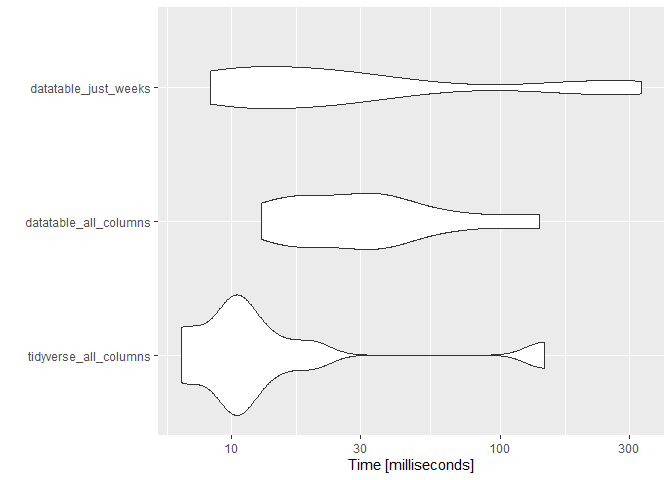 datatable_just_weeks
datatable_all_columns
tidyverse_all_columns
10 30 100 300
Time [milliseconds]